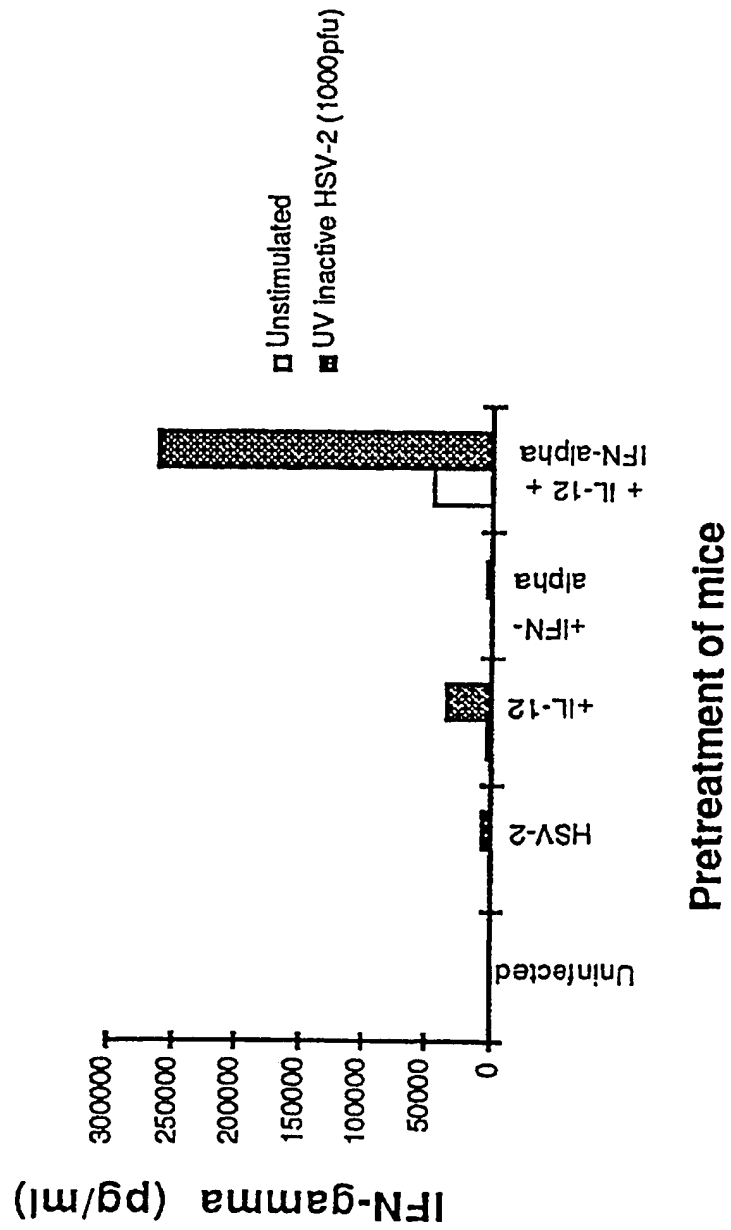 IFN-gamma (pg/ml)
300000
250000
200000
150000
100000
50000
0
Uninfected
HSV-2
+IL-12
+IFN-
alpha
+ IL-12 +
IFN-alpha
Pretreatment of mice
Unstimulated
UV inactive HSV-2 (1000pfu)